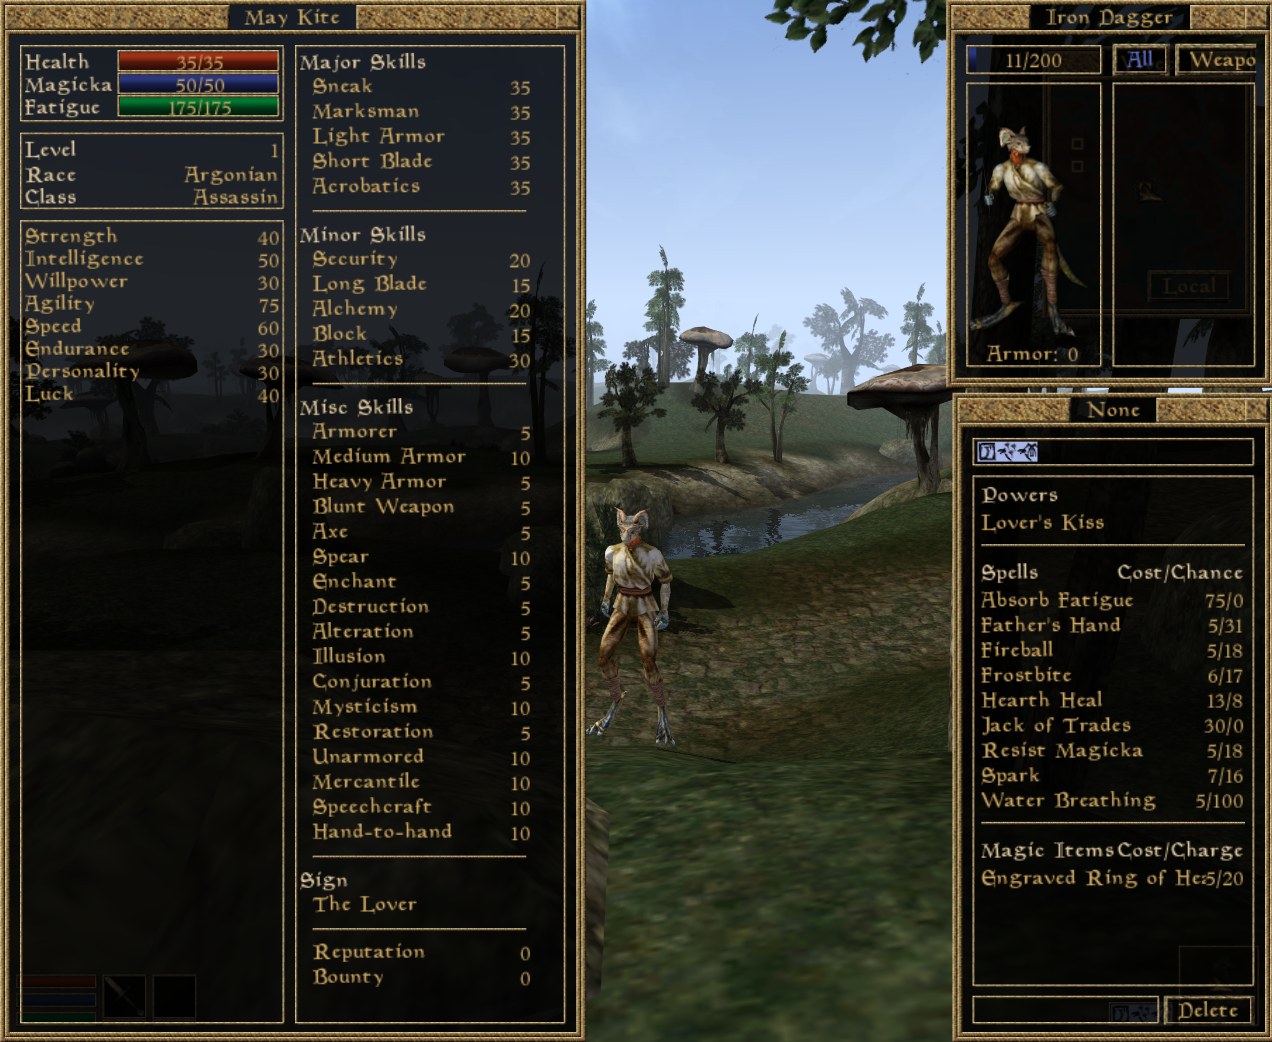 May Kite
Health 35/35
Magicka 50/50
Fatigue 175/175
Level 1
Race Argonian
Class Assassin
Strength 40
Intelligence 50
Willpower 30
Agility 75
Speed 60
Endurance 30
Personality 30
Luck 40
Major Skills
Sneak 35
Marksman 35
Light Armor 35
Short Blade 35
Acrobatics 35
Minor Skills
Security 20
Long Blade 15
Alchemy 20
Block 15
Athletics 30
Misc Skills
Armorer 5
Medium Armor 10
Heavy Armor 5
Blunt Weapon 5
Axe 5
Spear 10
Enchant 5
Destruction 5
Alteration 5
Illusion 10
Conjuration 5
Mysticism 10
Restoration 5
Unarmored 10
Mercantile 10
Speechcraft 10
Hand-to-hand 10
Sign
The Lover
Reputation 0
Bounty 0
Iron Dagger
11/200 All Weapo
Local
Armor: 0
None
Powers
Lover's Kiss
Spells Cost/Chance
Absorb Fatigue 75/0
Father's Hand 5/31
Fireball 5/18
Frostbite 6/17
Hearth Heal 13/8
Jack of Trades 30/0
Resist Magicka 5/18
Spark 7/16
Water Breathing 5/100
Magic Items Cost/Charge
Engraved Ring of He 5/20
Delete